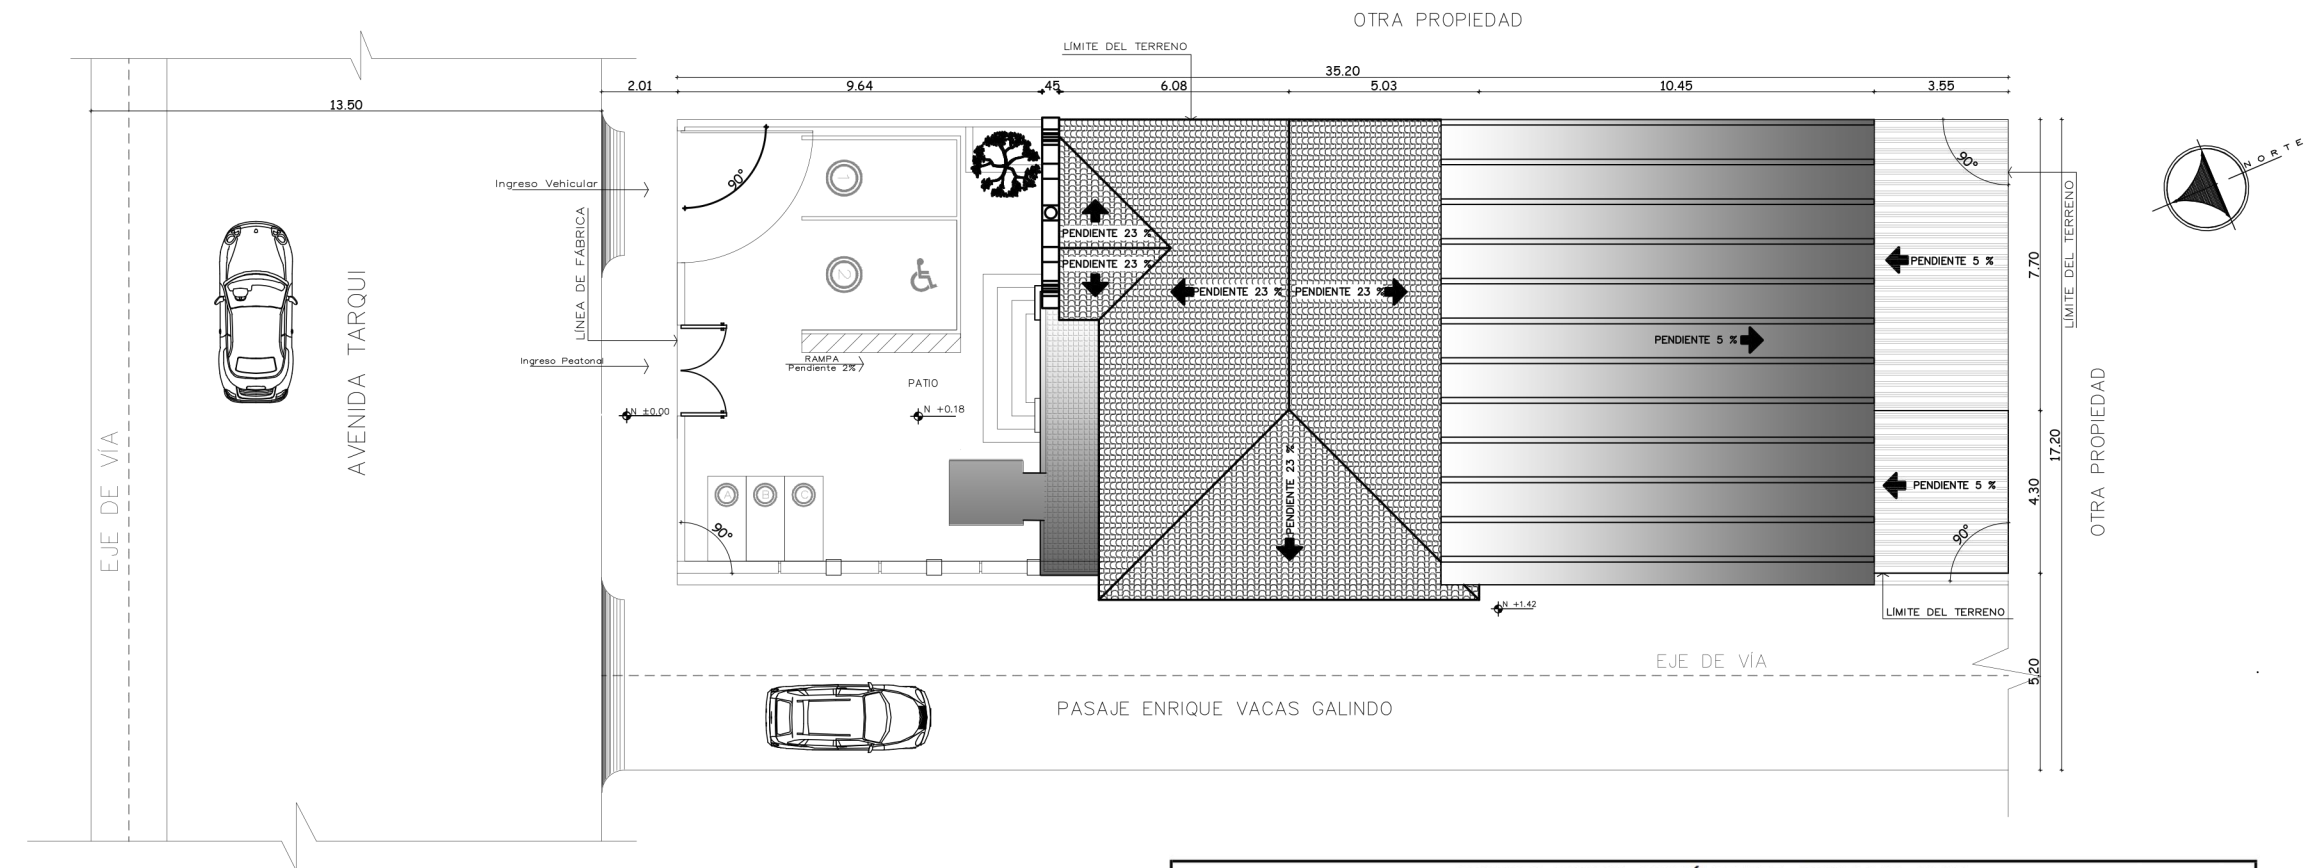 OTRA PROPIEDAD
LÍMITE DEL TERRENO
35.20
2.01
9.64
.45
6.08
5.03
10.45
3.55
13.50
NORTE
90°
90°
1
Ingreso Vehicular
LÍNEA DE FÁBRICA
LÍMITE DEL TERRENO
PENDIENTE 23 %
PENDIENTE 23 %
PENDIENTE 5 %
7.70
2
PENDIENTE 23 %
PENDIENTE 23 %
AVENIDA TARQUI
PENDIENTE 5 %
Ingreso Peatonal
RAMPA
Pendiente 2%
PATIO
N ±0.00
N +0.18
OTRA PROPIEDAD
17.20
EJE DE VÍA
PENDIENTE 23 %
PENDIENTE 5 %
4.30
A
B
C
90°
90°
N +1.42
LÍMITE DEL TERRENO
EJE DE VÍA
5.20
PASAJE ENRIQUE VACAS GALINDO